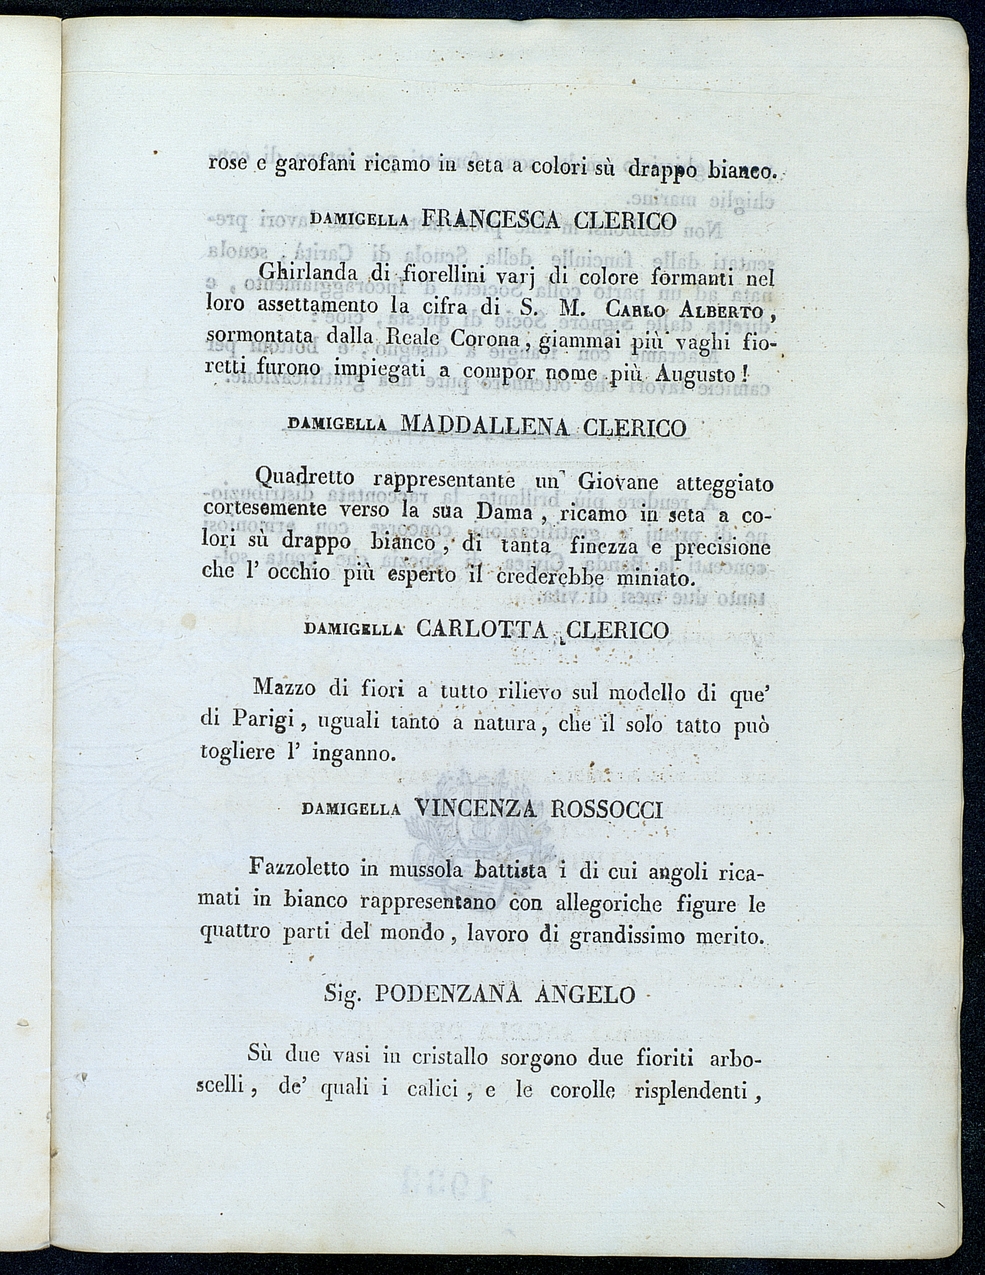 rose e garofani ricamo in seta a colori sù drappo bianco.
DAMIGELLA FRANCESCA CLERICO
Ghirlanda di fiorellini varj di colore formanti nel
loro assettamento la cifra di S. M. CARLO ALBERTO,
sormontata dalla Reale Corona, giammai più vaghi fio-
retti furono impiegati a compor nome più Augusto!
DAMIGELLA MADDALLENA CLERICO
Quadretto rappresentante un' Giovane atteggiato
cortesemente verso la sua Dama, ricamo in seta a co-
lori sù drappo bianco, di tanta finezza e precisione
che l' occhio più esperto il crederebbe miniato.
DAMIGELLA CARLOTTA CLERICO
Mazzo di fiori a tutto rilievo sul modello di que'
di Parigi, uguali tanto a natura, che il solo tatto può
togliere l' inganno.
DAMIGELLA VINCENZA ROSSOCCI
Fazzoletto in mussola battista i di cui angoli rica-
mati in bianco rappresentano con allegoriche figure le
quattro parti del mondo, lavoro di grandissimo merito.
Sig. PODENZANA ANGELO
Sù due vasi in cristallo sorgono due fioriti arbo-
scelli, de' quali i calici, e le corolle risplendenti,